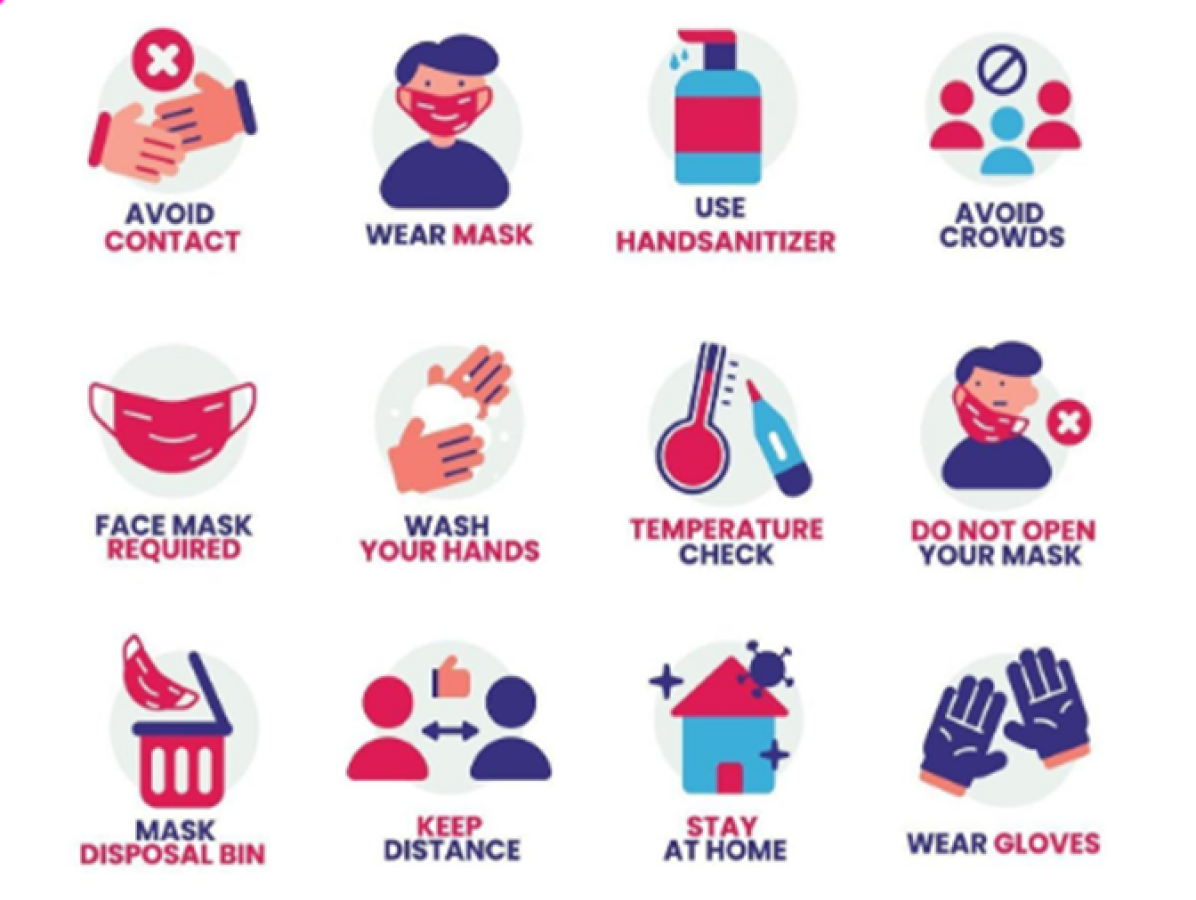 AVOID
CONTACT
WEAR MASK
USE
HANDSANITIZER
AVOID
CROWDS
FACE MASK
REQUIRED
WASH
YOUR HANDS
TEMPERATURE
CHECK
DO NOT OPEN
YOUR MASK
MASK
DISPOSAL BIN
KEEP
DISTANCE
STAY
AT HOME
WEAR GLOVES